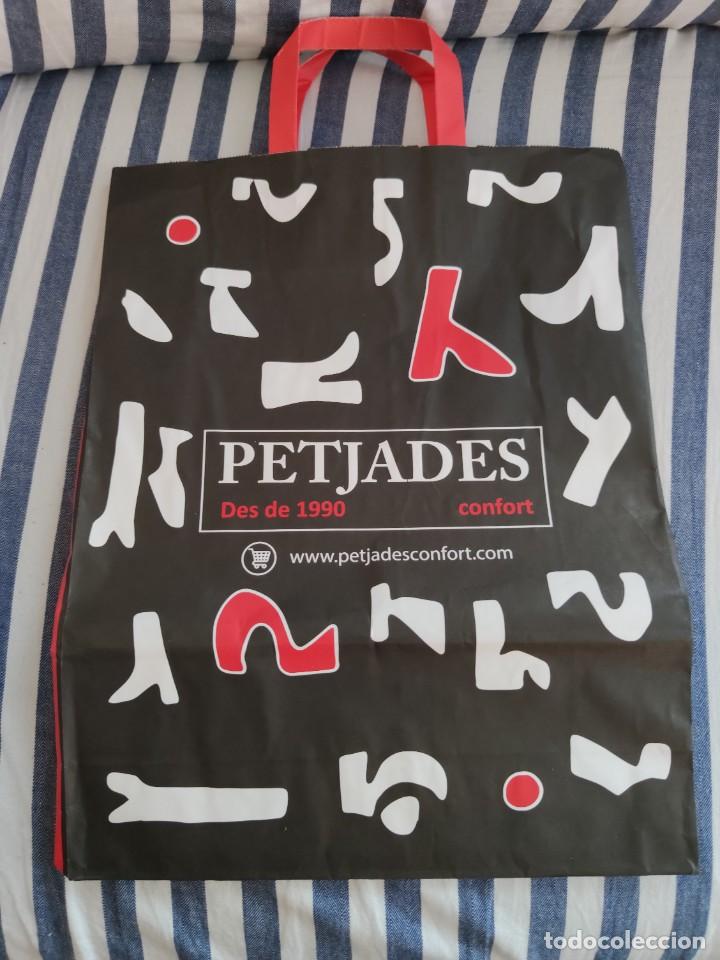 PETJADES
Des de 1990 confort
www.petjadesconfort.com
todocoleccion